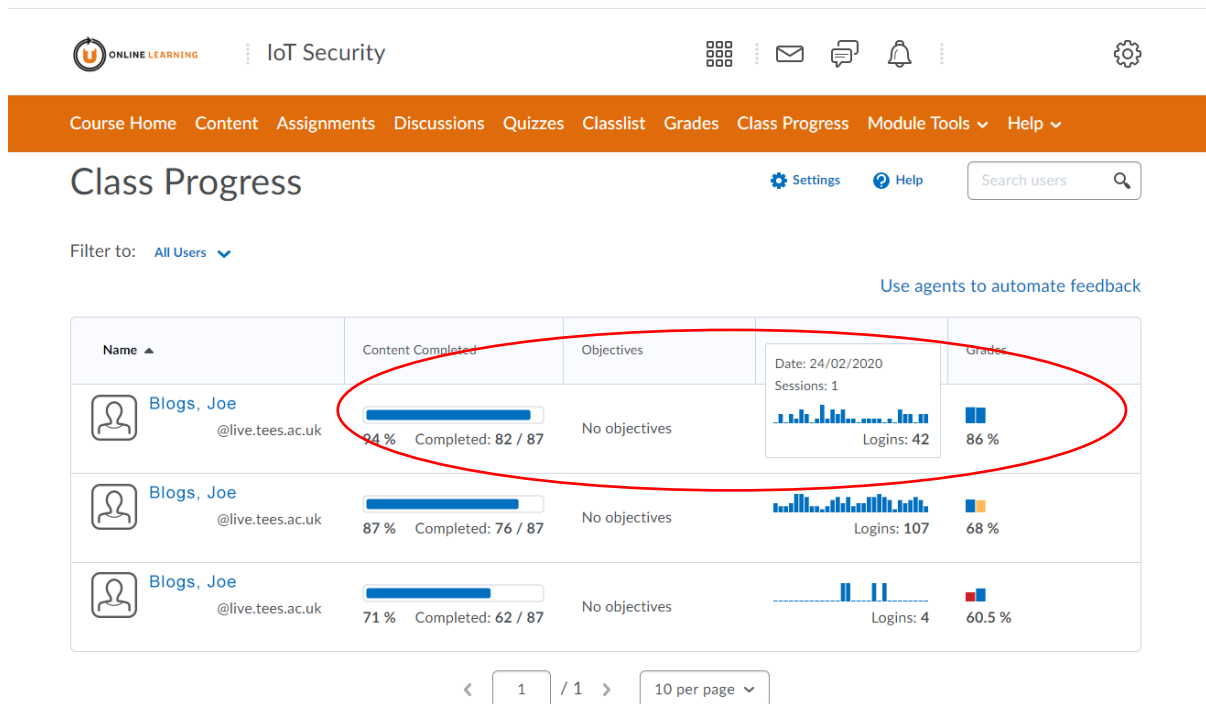 U ONLINE LEARNING IoT Security
Course Home Content Assignments Discussions Quizzes Classlist Grades Class Progress Module Tools Help
Class Progress Settings Help Search users
Filter to: All Users
Use agents to automate feedback
Name Content Completed Objectives Grades
Date: 24/02/2020
Sessions: 1
Blogs, Joe
@live.tees.ac.uk
94 % Completed: 82 / 87 No objectives Logins: 42 86 %
Blogs, Joe
@live.tees.ac.uk
87 % Completed: 76 / 87 No objectives Logins: 107 68 %
Blogs, Joe
@live.tees.ac.uk
71 % Completed: 62 / 87 No objectives Logins: 4 60.5 %
1 / 1 10 per page